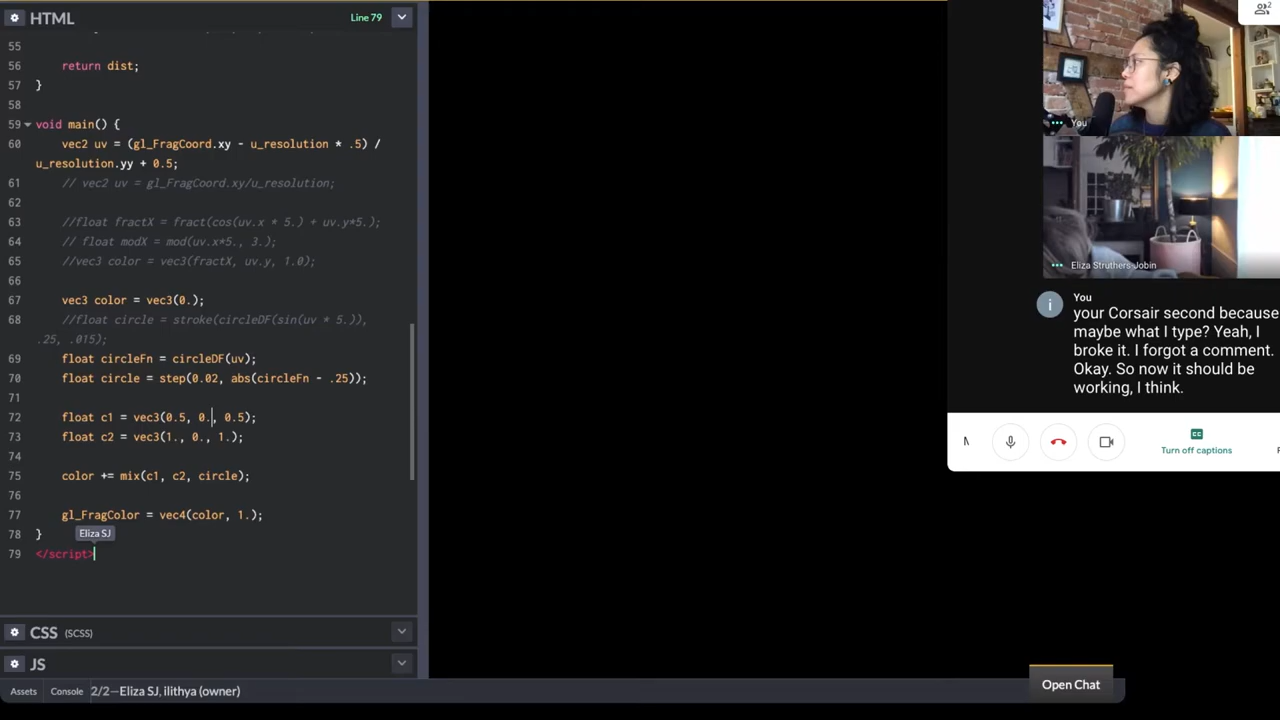 HTML
Line 79
55
56 return dist;
57 }
58
59 void main() {
60 vec2 uv = (gl_FragCoord.xy - u_resolution * .5) /
u_resolution.yy + 0.5;
61 // vec2 uv = gl_FragCoord.xy/u_resolution;
62
63 //float fractX = fract(cos(uv.x * 5.) + uv.y*5.);
64 // float modX = mod(uv.x*5., 3.);
65 //vec3 color = vec3(fractX, uv.y, 1.0);
66
67 vec3 color = vec3(0.);
68 //float circle = stroke(circleDF(sin(uv * 5.)),
.25, .015);
69 float circleFn = circleDF(uv);
70 float circle = step(0.02, abs(circleFn - .25));
71
72 float c1 = vec3(0.5, 0., 0.5);
73 float c2 = vec3(1., 0., 1.);
74
75 color += mix(c1, c2, circle);
76
77 gl_FragColor = vec4(color, 1.);
78 }
Eliza SJ
79 </script>
CSS (SCSS)
JS
Assets Console 2/2—Eliza SJ, ilithya (owner)
Open Chat
2
You
Eliza Struthers-Jobin
i
You
your Corsair second because
maybe what I type? Yeah, I
broke it. I forgot a comment.
Okay. So now it should be
working, I think.
Turn off captions